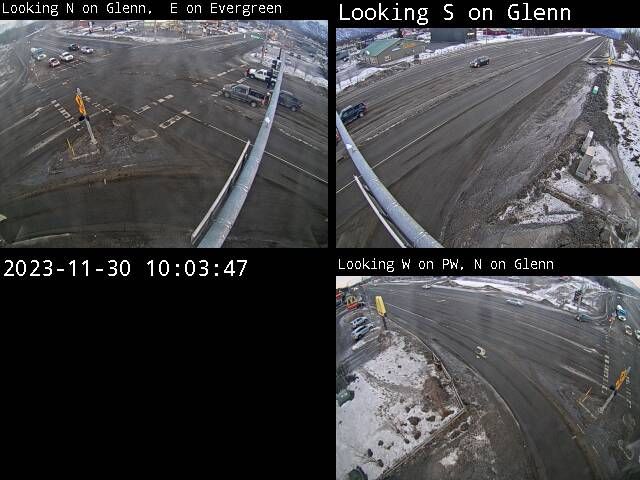 Looking N on Glenn,  E on Evergreen
Looking S on Glenn
2023-11-30 10:03:47
Looking W on PW, N on Glenn